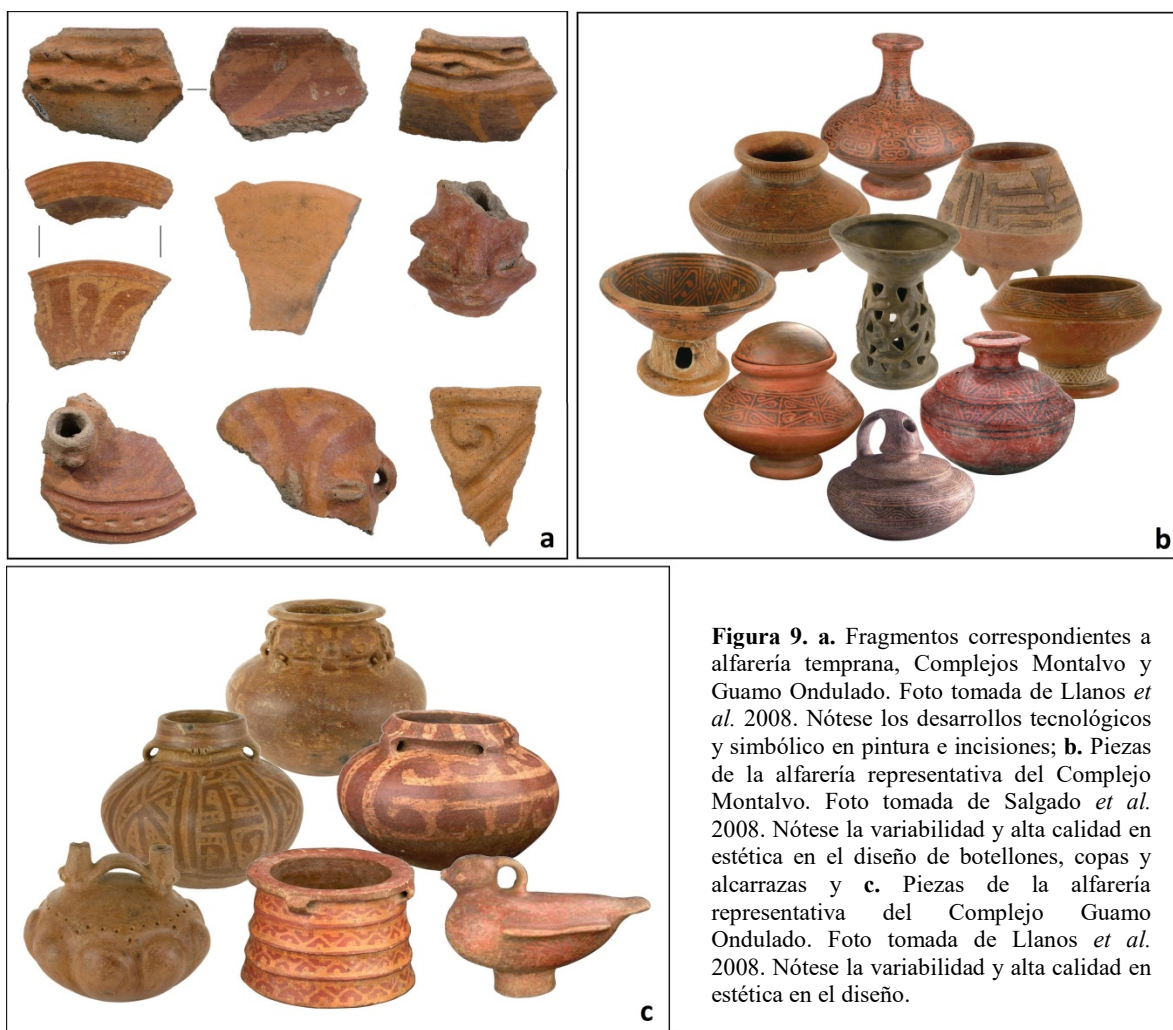 a
b
c
Figura 9. a. Fragmentos correspondientes a
alfarería temprana, Complejos Montalvo y
Guamo Ondulado. Foto tomada de Llanos et
al. 2008. Nótese los desarrollos tecnológicos
y simbólico en pintura e incisiones; b. Piezas
de la alfarería representativa del Complejo
Montalvo. Foto tomada de Salgado et al.
2008. Nótese la variabilidad y alta calidad en
estética en el diseño de botellones, copas y
alcarrazas y c. Piezas de la alfarería
representativa del Complejo Guamo
Ondulado. Foto tomada de Llanos et al.
2008. Nótese la variabilidad y alta calidad en
estética en el diseño.